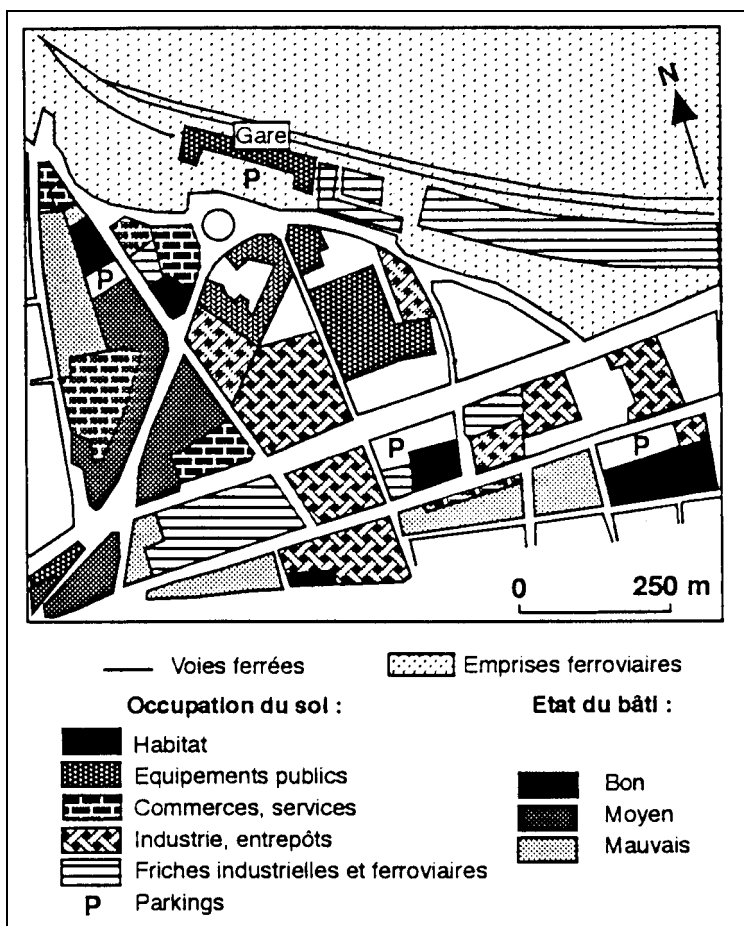 N
Gare
P
P
P
P
0 250 m
Voies ferrées Emprises ferroviaires
Occupation du sol : Etat du bâti :
Habitat
Equipements publics
Bon
Commerces, services
Moyen
Industrie, entrepôts
Mauvais
Friches industrielles et ferroviaires
P Parkings